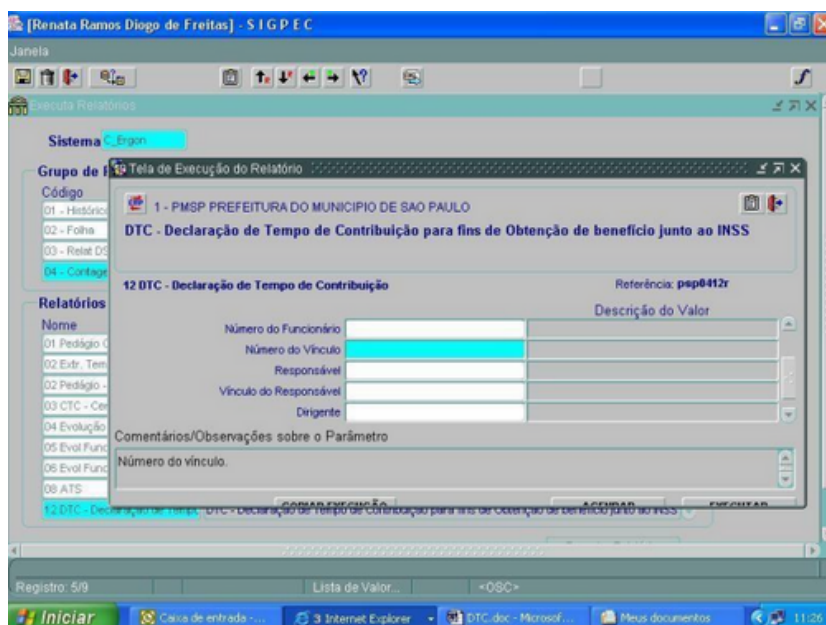 [Renata Ramos Diogo de Freitas] - S I G P E C
Janela
Executa Relatórios
Sistema C_Ergon
Tela de Execução do Relatório
Grupo de
Código
1 - PMSP PREFEITURA DO MUNICIPIO DE SAO PAULO
01 - Históric
DTC - Declaração de Tempo de Contribuição para fins de Obtenção de benefício junto ao INSS
02 - Folha
03 - Relat DS
04 - Contage
12 DTC - Declaração de Tempo de Contribuição
Referência: psp0412r
Relatórios
Descrição do Valor
Nome
Número do Funcionário
01 Pedágio
Número do Vínculo
02 Extr. Tem
Responsável
02 Pedágio -
Vínculo do Responsável
03 CTC - Cer
Dirigente
04 Evolução
Comentários/Observações sobre o Parâmetro
05 Evol Func
Número do vínculo.
06 Evol Func
08 ATS
COPIAR EXECUÇÃO AGENDAR EXECUTAR
12 DTC - Declaração de Tempo DTC - Declaração de Tempo de Contribuição para fins de Obtenção de benefício junto ao INSS
Registro: 5/9 Lista de Valor... <OSC>
Iniciar Caixa de entrada -... 3 Internet Explorer DTC.doc - Microsof... Meus documentos 11:26